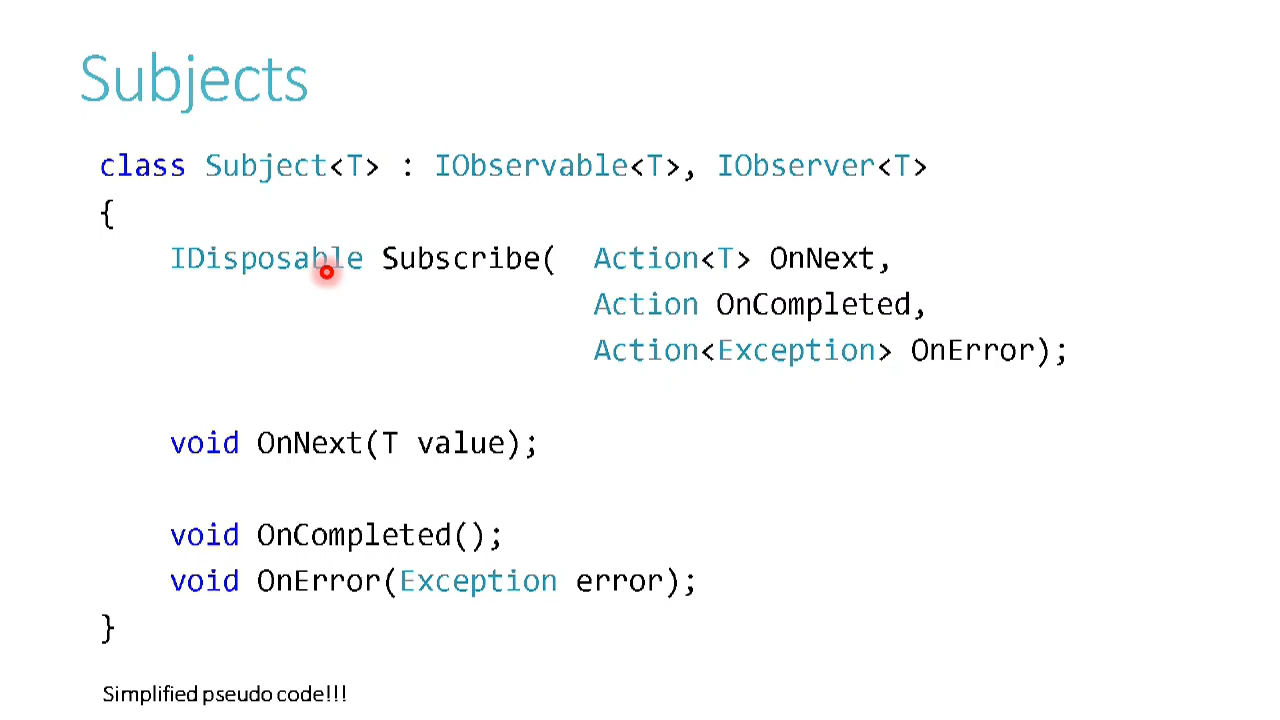 Subjects
class Subject<T> : IObservable<T>, IObserver<T>
{
IDisposable Subscribe( Action<T> OnNext,
Action OnCompleted,
Action<Exception> OnError);
void OnNext(T value);
void OnCompleted();
void OnError(Exception error);
}
Simplified pseudo code!!!